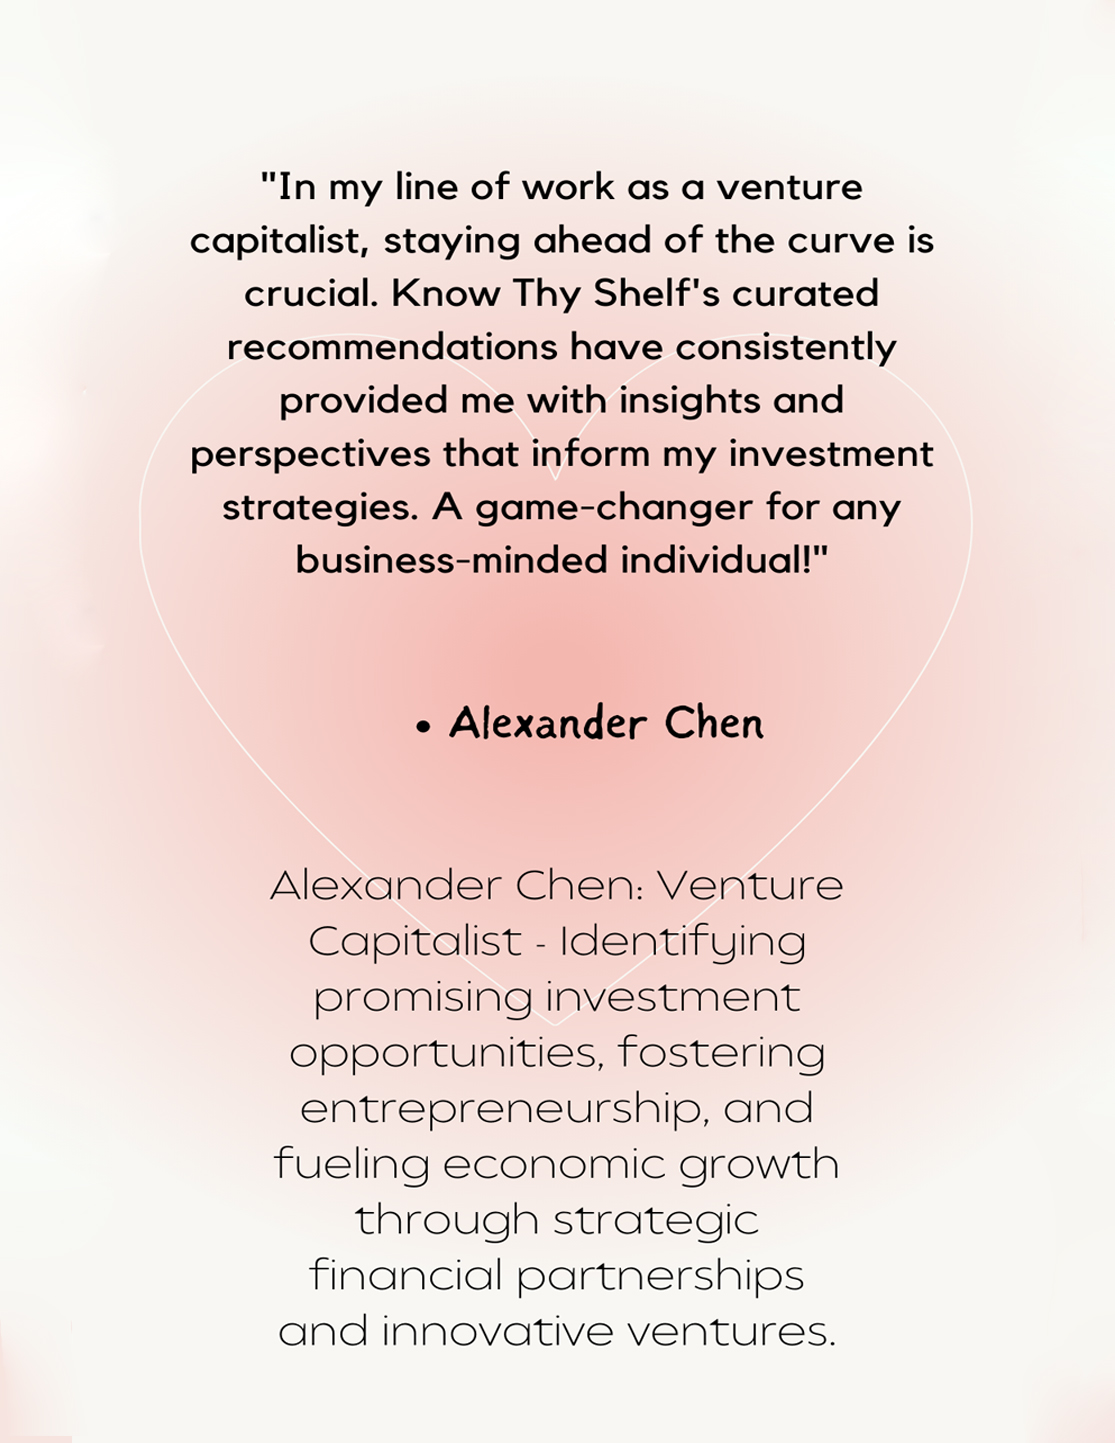 "In my line of work as a venture
capitalist, staying ahead of the curve is
crucial. Know Thy Shelf's curated
recommendations have consistently
provided me with insights and
perspectives that inform my investment
strategies. A game-changer for any
business-minded individual!"
• Alexander Chen
Alexander Chen: Venture
Capitalist - Identifying
promising investment
opportunities, fostering
entrepreneurship, and
fueling economic growth
through strategic
financial partnerships
and innovative ventures.